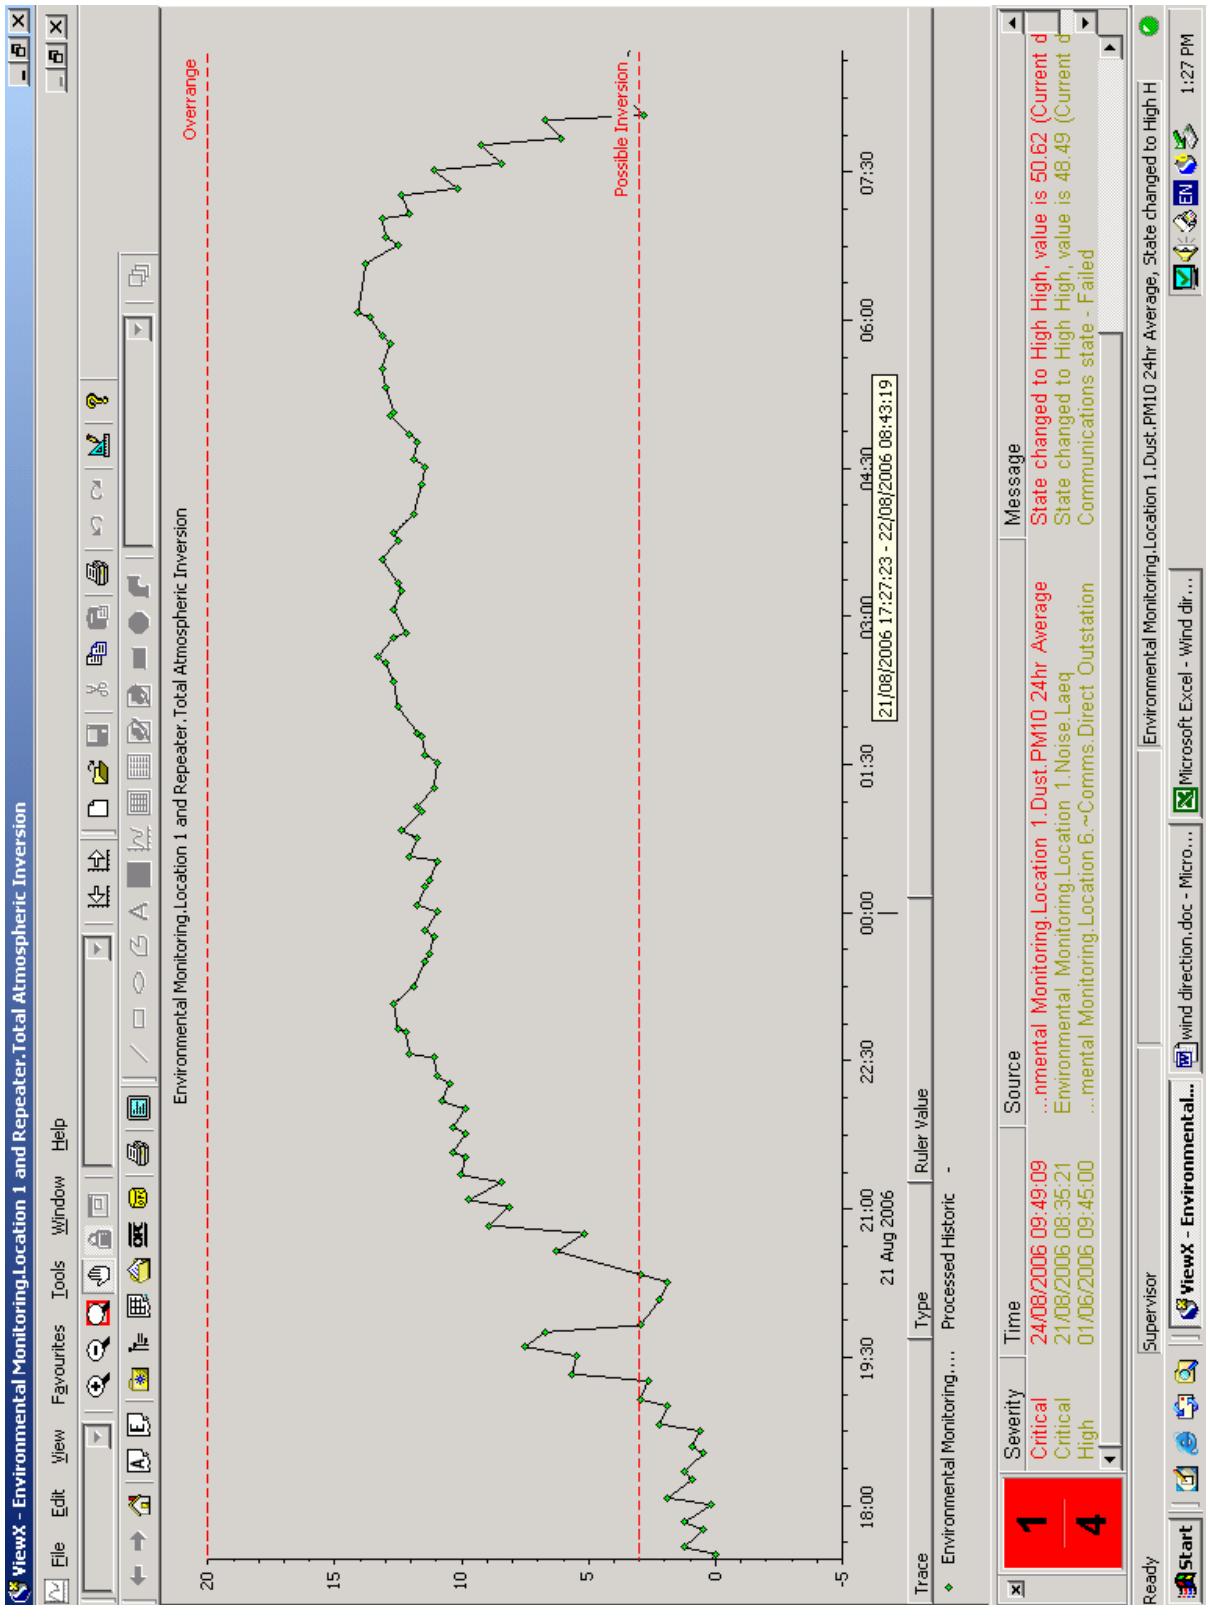 ViewX - Environmental Monitoring.Location 1 and Repeater.Total Atmospheric Inversion
File Edit View Favourites Tools Window Help
A E OPC
A
Environmental Monitoring.Location 1 and Repeater.Total Atmospheric Inversion
20
Overrange
15
10
5
Possible Inversion
0
-5
18:00 19:30 21:00 22:30 00:00 01:30 03:00 04:30 06:00 07:30
21 Aug 2006
21/08/2006 17:27:23 - 22/08/2006 08:43:19
Trace Type Ruler Value
Environmental Monitoring.... Processed Historic -
1
4
Severity Time Source Message
Critical 24/08/2006 09:49:09 ...nmental Monitoring.Location 1.Dust.PM10 24hr Average State changed to High High, value is 50.62 (Current d
Critical 21/08/2006 08:35:21 Environmental Monitoring.Location 1.Noise.Laeq State changed to High High, value is 48.49 (Current d
High 01/06/2006 09:45:00 ...mental Monitoring.Location 6.~Comms.Direct Outstation Communications state - Failed
Ready Supervisor Environmental Monitoring.Location 1.Dust.PM10 24hr Average, State changed to High H
Start ViewX - Environmental... wind direction.doc - Micro... Microsoft Excel - Wind dir... EN 1:27 PM